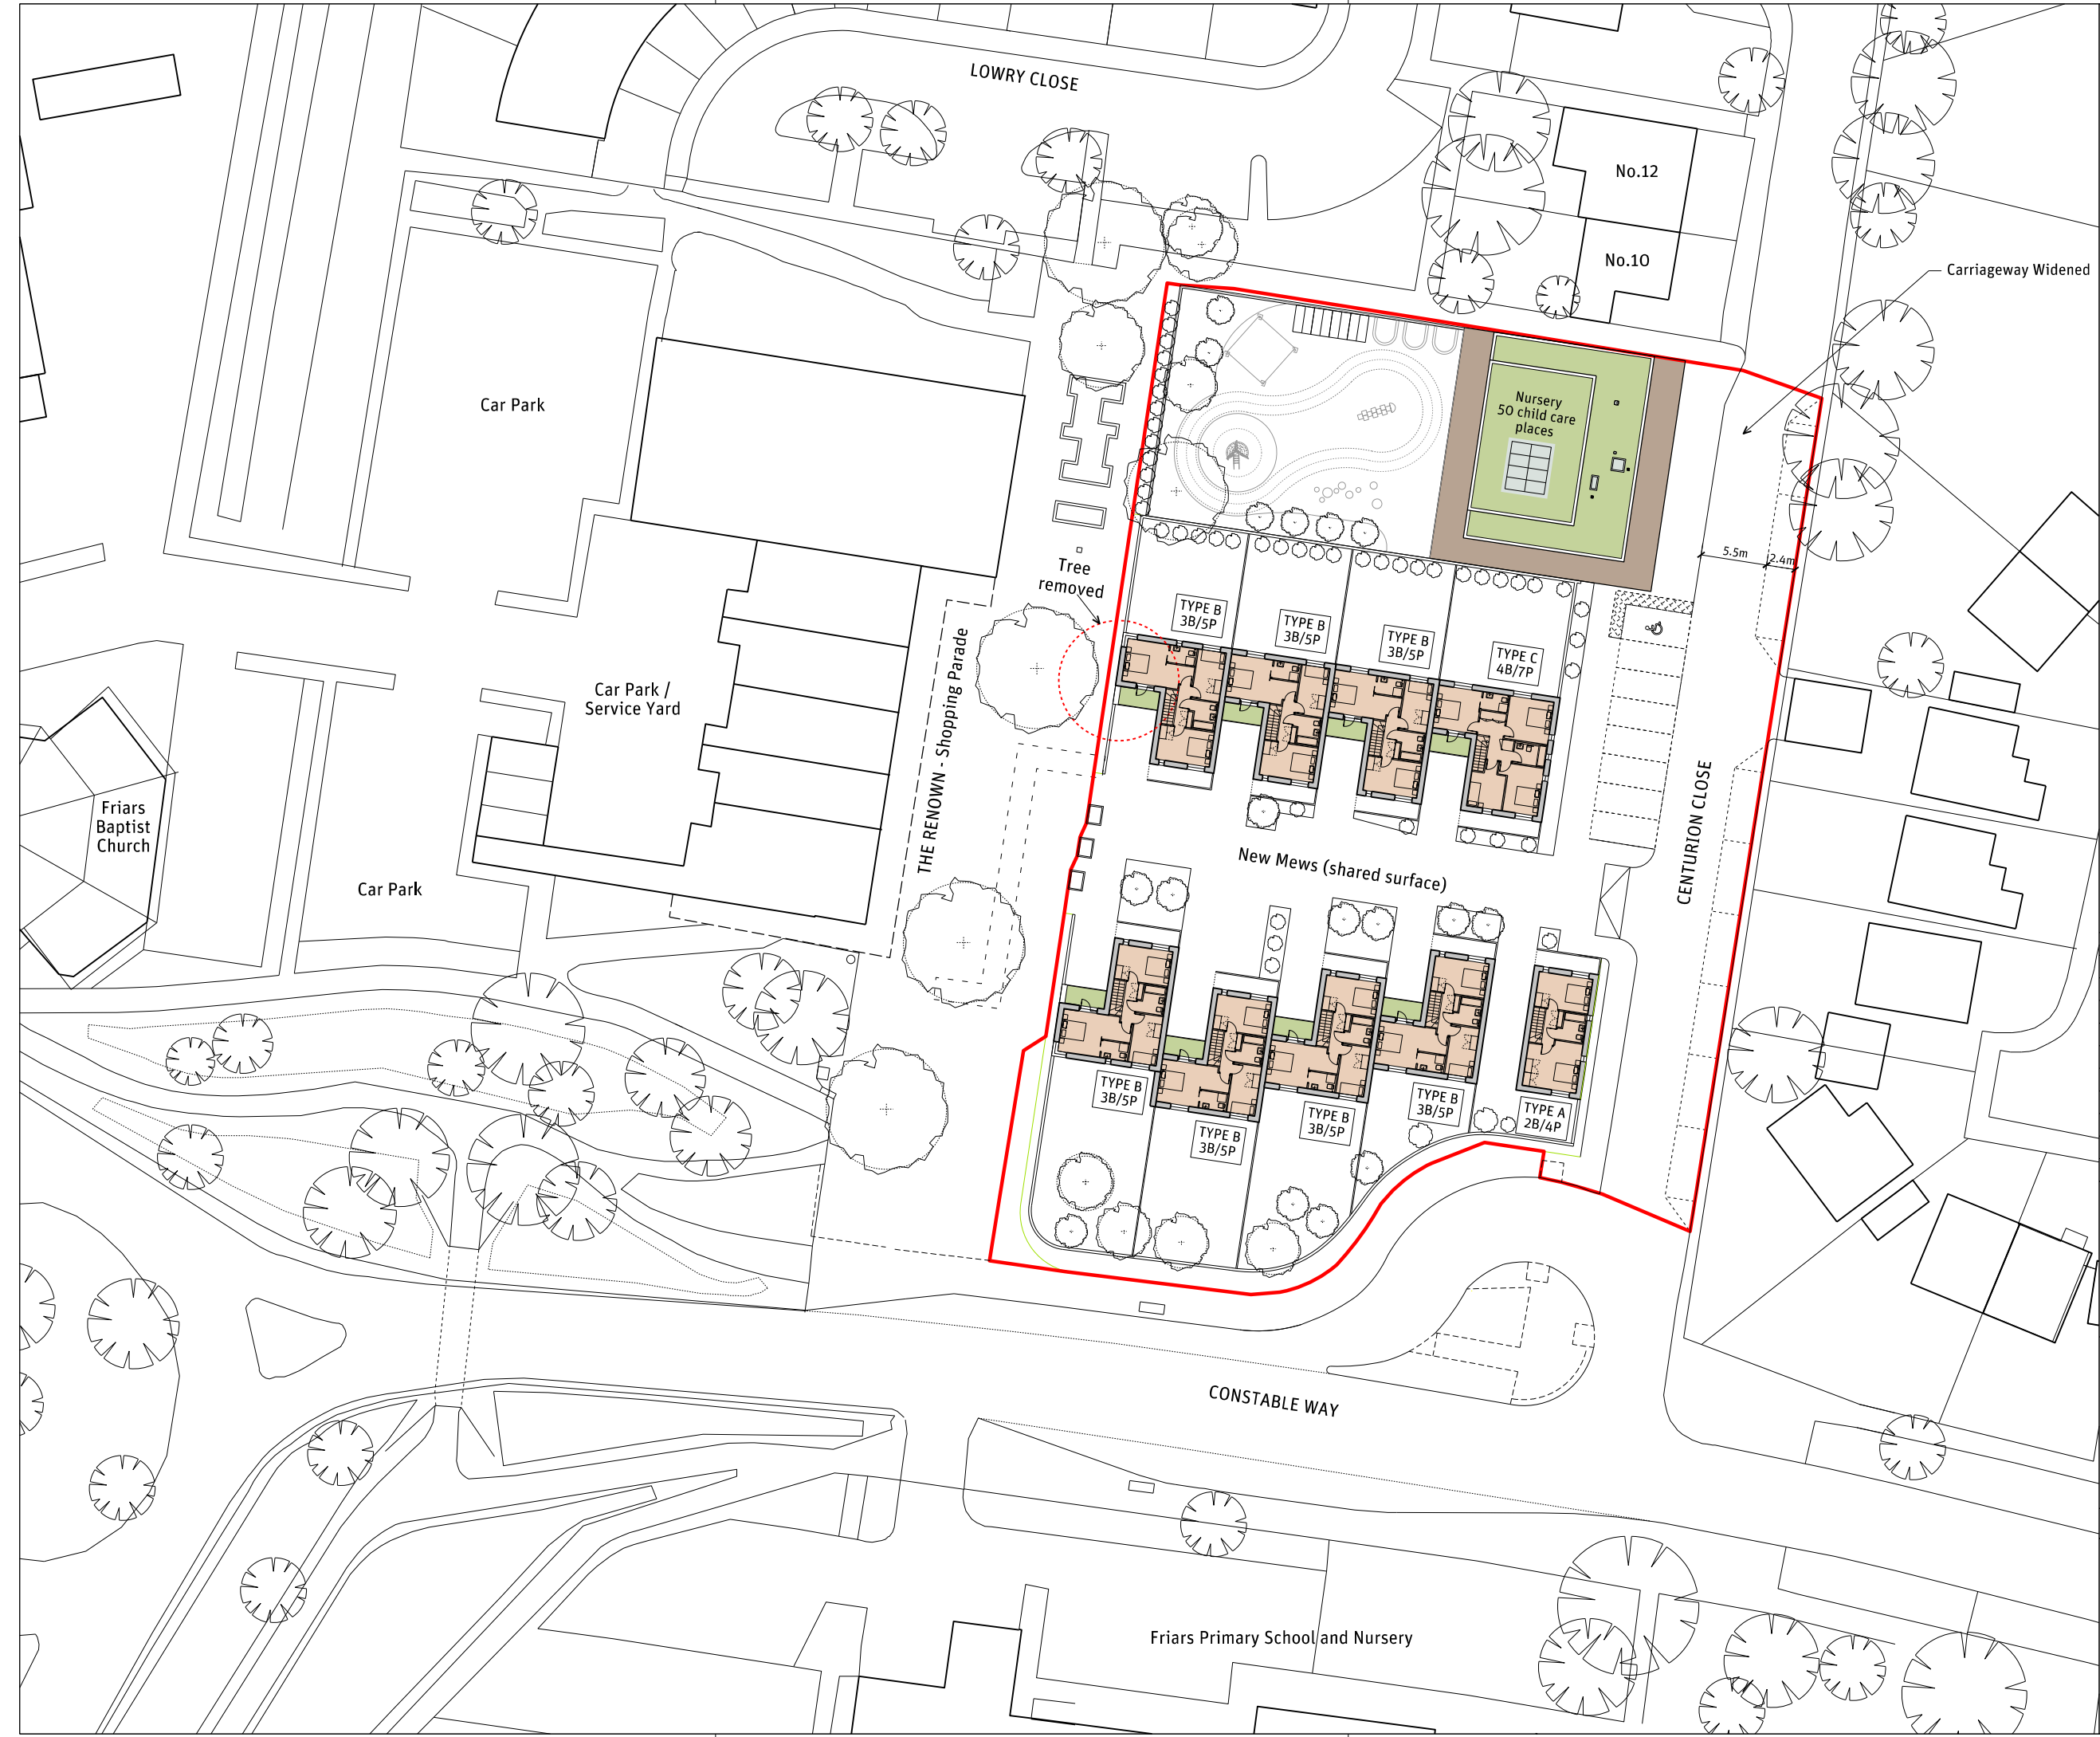 LOWRY CLOSE
No.12
No.10
Carriageway Widened
Car Park
Nursery
50 child care
places
5.5m
2.4m
Tree
removed
TYPE B
3B/5P
TYPE B
3B/5P
TYPE B
3B/5P
TYPE C
4B/7P
Car Park /
Service Yard
THE RENOWN - Shopping Parade
Friars
Baptist
Church
Car Park
New Mews (shared surface)
CENTURION CLOSE
TYPE B
3B/5P
TYPE B
3B/5P
TYPE B
3B/5P
TYPE B
3B/5P
TYPE A
2B/4P
CONSTABLE WAY
Friars Primary School and Nursery